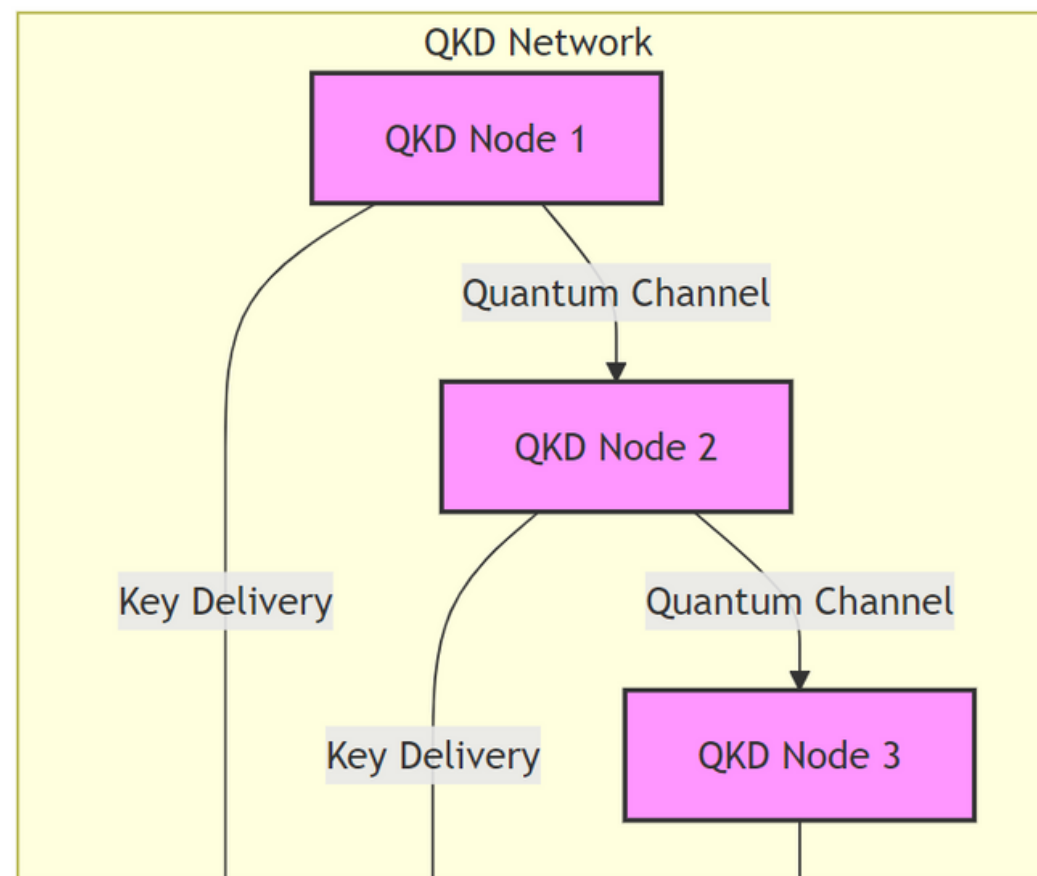 QKD Network
QKD Node 1
Quantum Channel
QKD Node 2
Key Delivery
Quantum Channel
Key Delivery
QKD Node 3